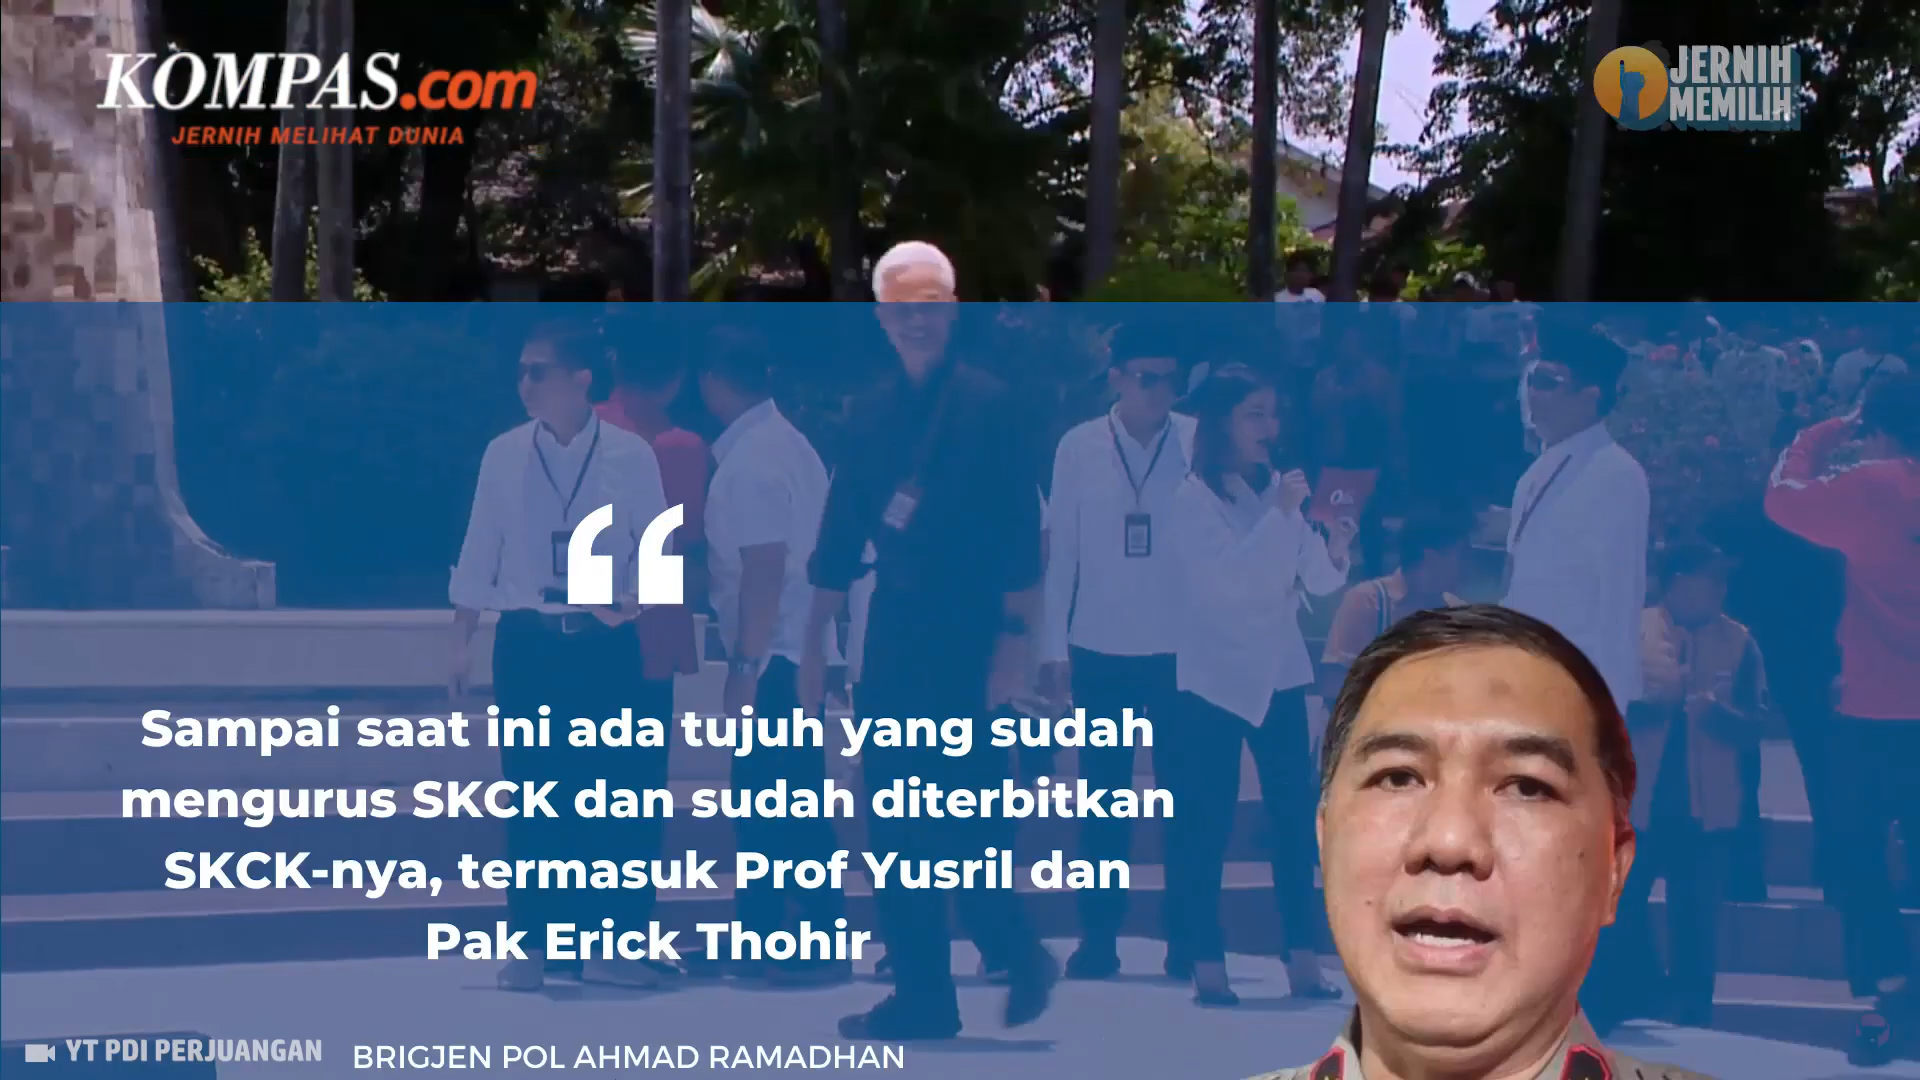 KOMPAS.com
JERNIH MELIHAT DUNIA
JERNIH
MEMILIH
“
Sampai saat ini ada tujuh yang sudah
mengurus SKCK dan sudah diterbitkan
SKCK-nya, termasuk Prof Yusril dan
Pak Erick Thohir
YT PDI PERJUANGAN
BRIGJEN POL AHMAD RAMADHAN